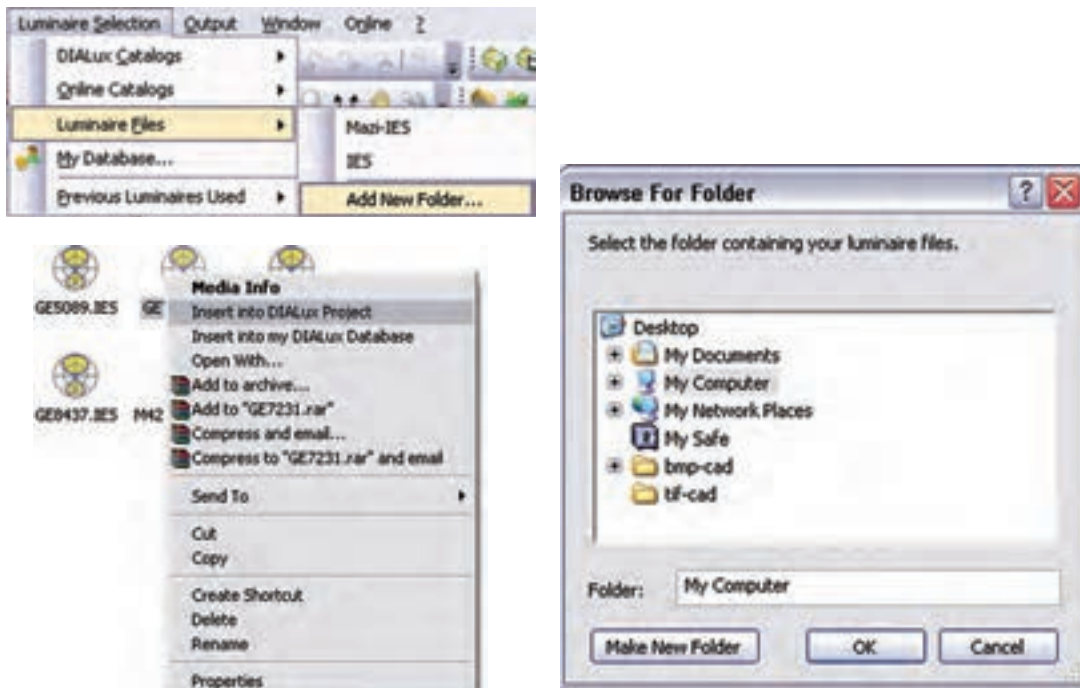 Luminaire Selection Output Window Online ?
DIALux Catalogs
Online Catalogs
Luminaire Files
My Database...
Previous Luminaires Used
Mazi-IES
IES
Add New Folder...
GE5089.IES GE
GE8437.IES M42
Media Info
Insert into DIALux Project
Insert into my DIALux Database
Open With...
Add to archive...
Add to "GE7231.rar"
Compress and email...
Compress to "GE7231.rar" and email
Send To
Cut
Copy
Create Shortcut
Delete
Rename
Properties
Browse For Folder
Select the folder containing your luminaire files.
Desktop
My Documents
My Computer
My Network Places
My Safe
bmp-cad
tif-cad
Folder: My Computer
Make New Folder OK Cancel